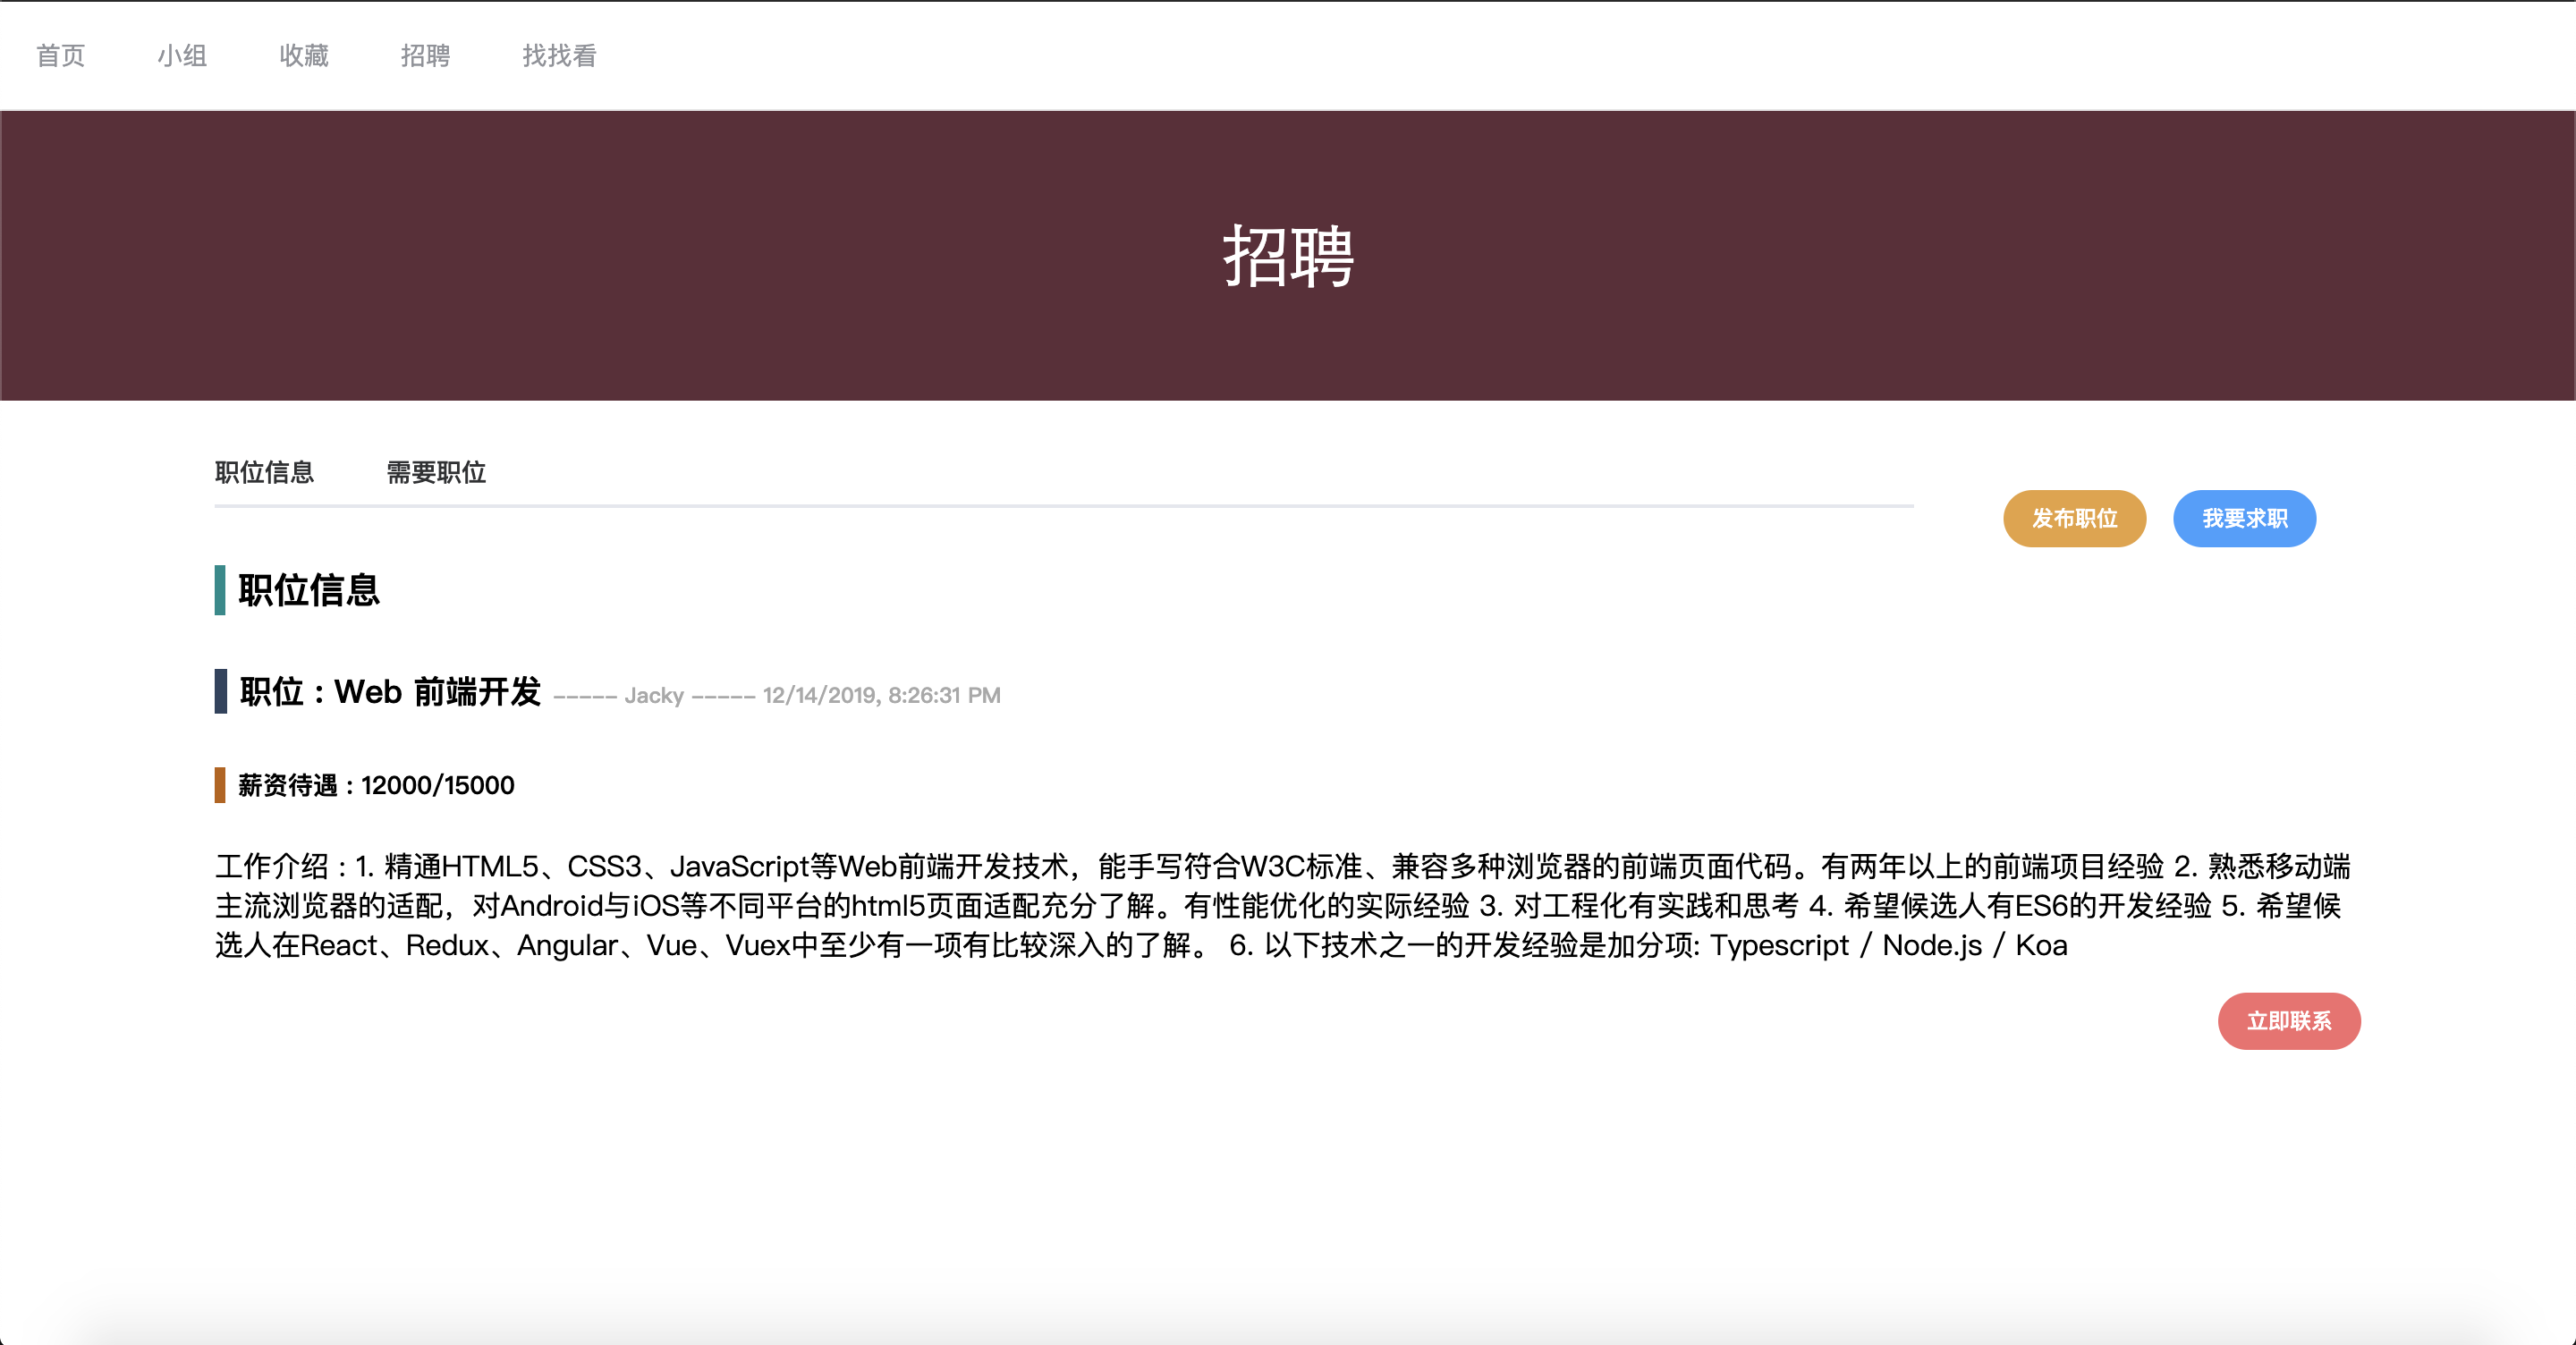 首页 小组 收藏 招聘 找找看
招聘
职位信息 需要职位
发布职位 我要求职
职位信息
职位：Web 前端开发 ----- Jacky ----- 12/14/2019, 8:26:31 PM
薪资待遇：12000/15000
工作介绍：1. 精通HTML5、CSS3、JavaScript等Web前端开发技术，能手写符合W3C标准、兼容多种浏览器的前端页面代码。有两年以上的前端项目经验 2. 熟悉移动端
主流浏览器的适配，对Android与iOS等不同平台的html5页面适配充分了解。有性能优化的实际经验 3. 对工程化有实践和思考 4. 希望候选人有ES6的开发经验 5. 希望候
选人在React、Redux、Angular、Vue、Vuex中至少有一项有比较深入的了解。 6. 以下技术之一的开发经验是加分项: Typescript / Node.js / Koa
立即联系